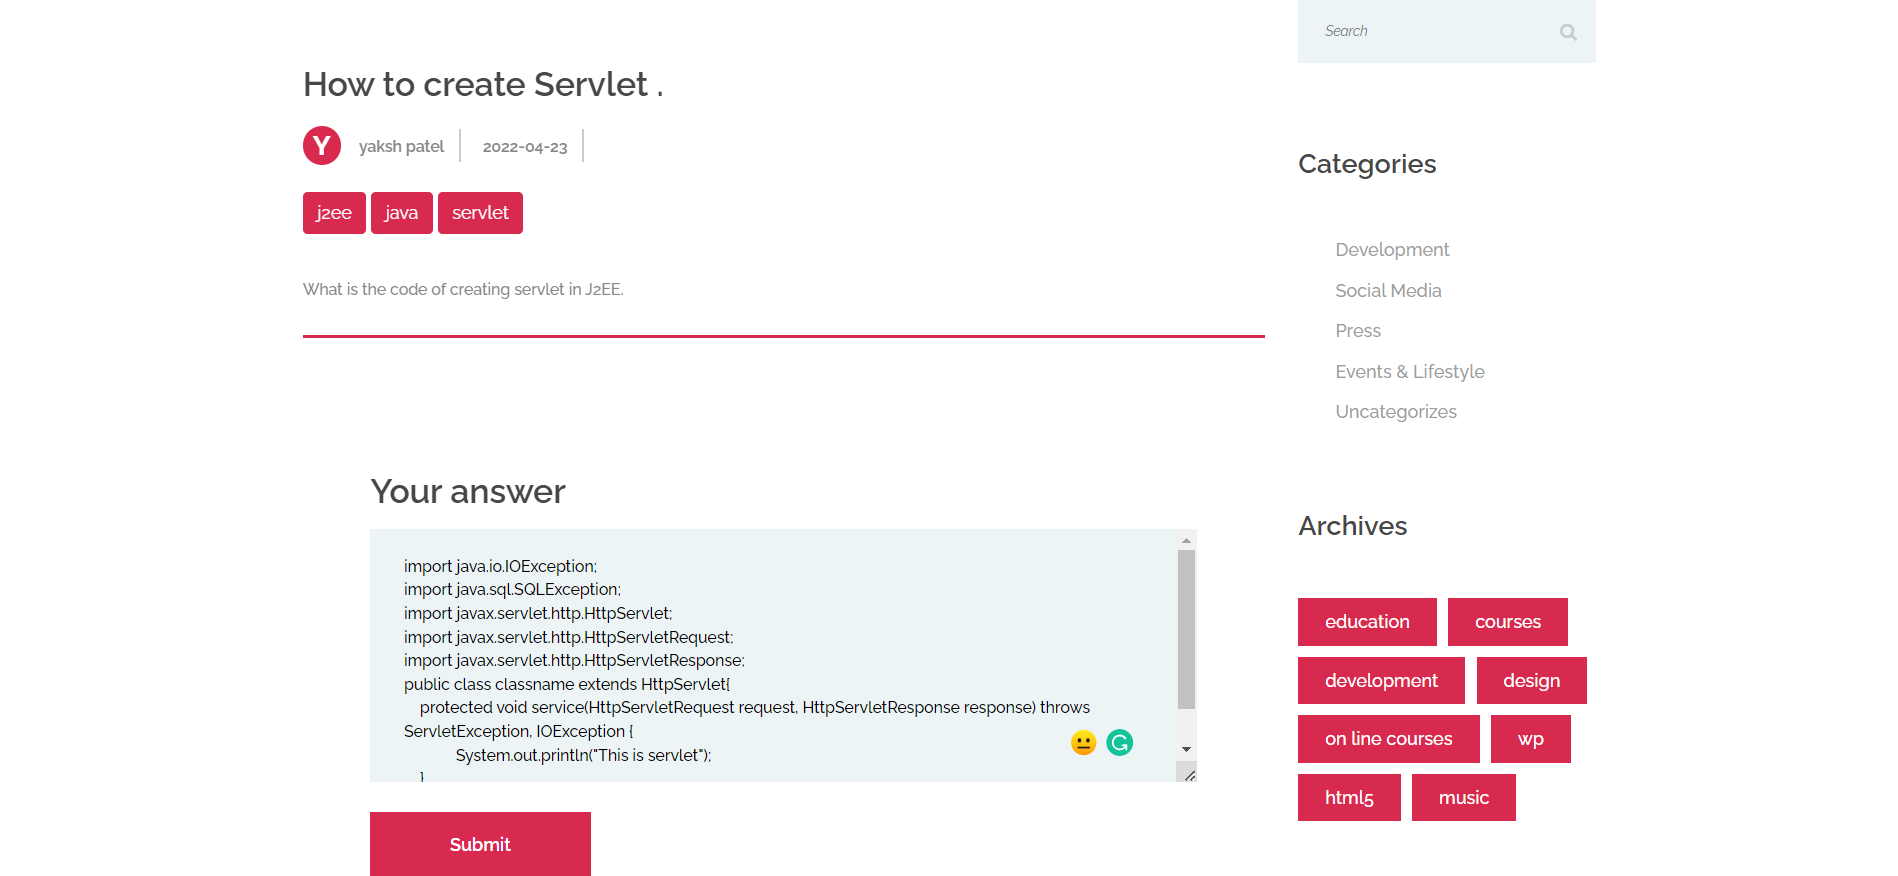 Search
How to create Servlet .
Y yaksh patel 2022-04-23
j2ee java servlet
What is the code of creating servlet in J2EE.
Your answer
import java.io.IOException;
import java.sql.SQLException;
import javax.servlet.http.HttpServlet;
import javax.servlet.http.HttpServletRequest;
import javax.servlet.http.HttpServletResponse;
public class classname extends HttpServlet{
protected void service(HttpServletRequest request, HttpServletResponse response) throws
ServletException, IOException {
System.out.println("This is servlet");
}
Submit
Categories
Development
Social Media
Press
Events & Lifestyle
Uncategorizes
Archives
education courses
development design
on line courses wp
html5 music